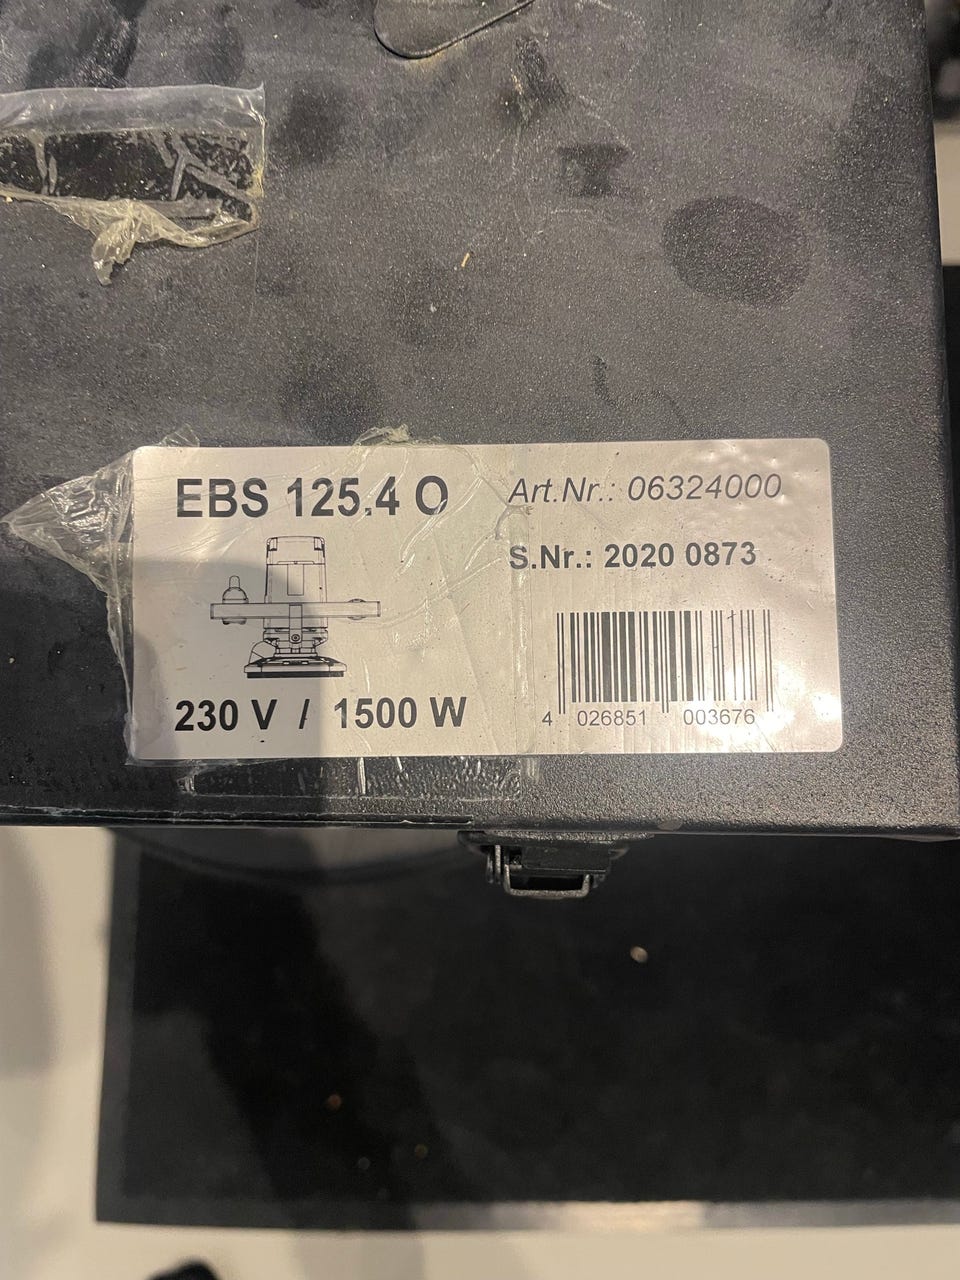 EBS 125.4 O
Art.Nr.: 06324000
S.Nr.: 2020 0873
230 V / 1500 W
4 026851 003676